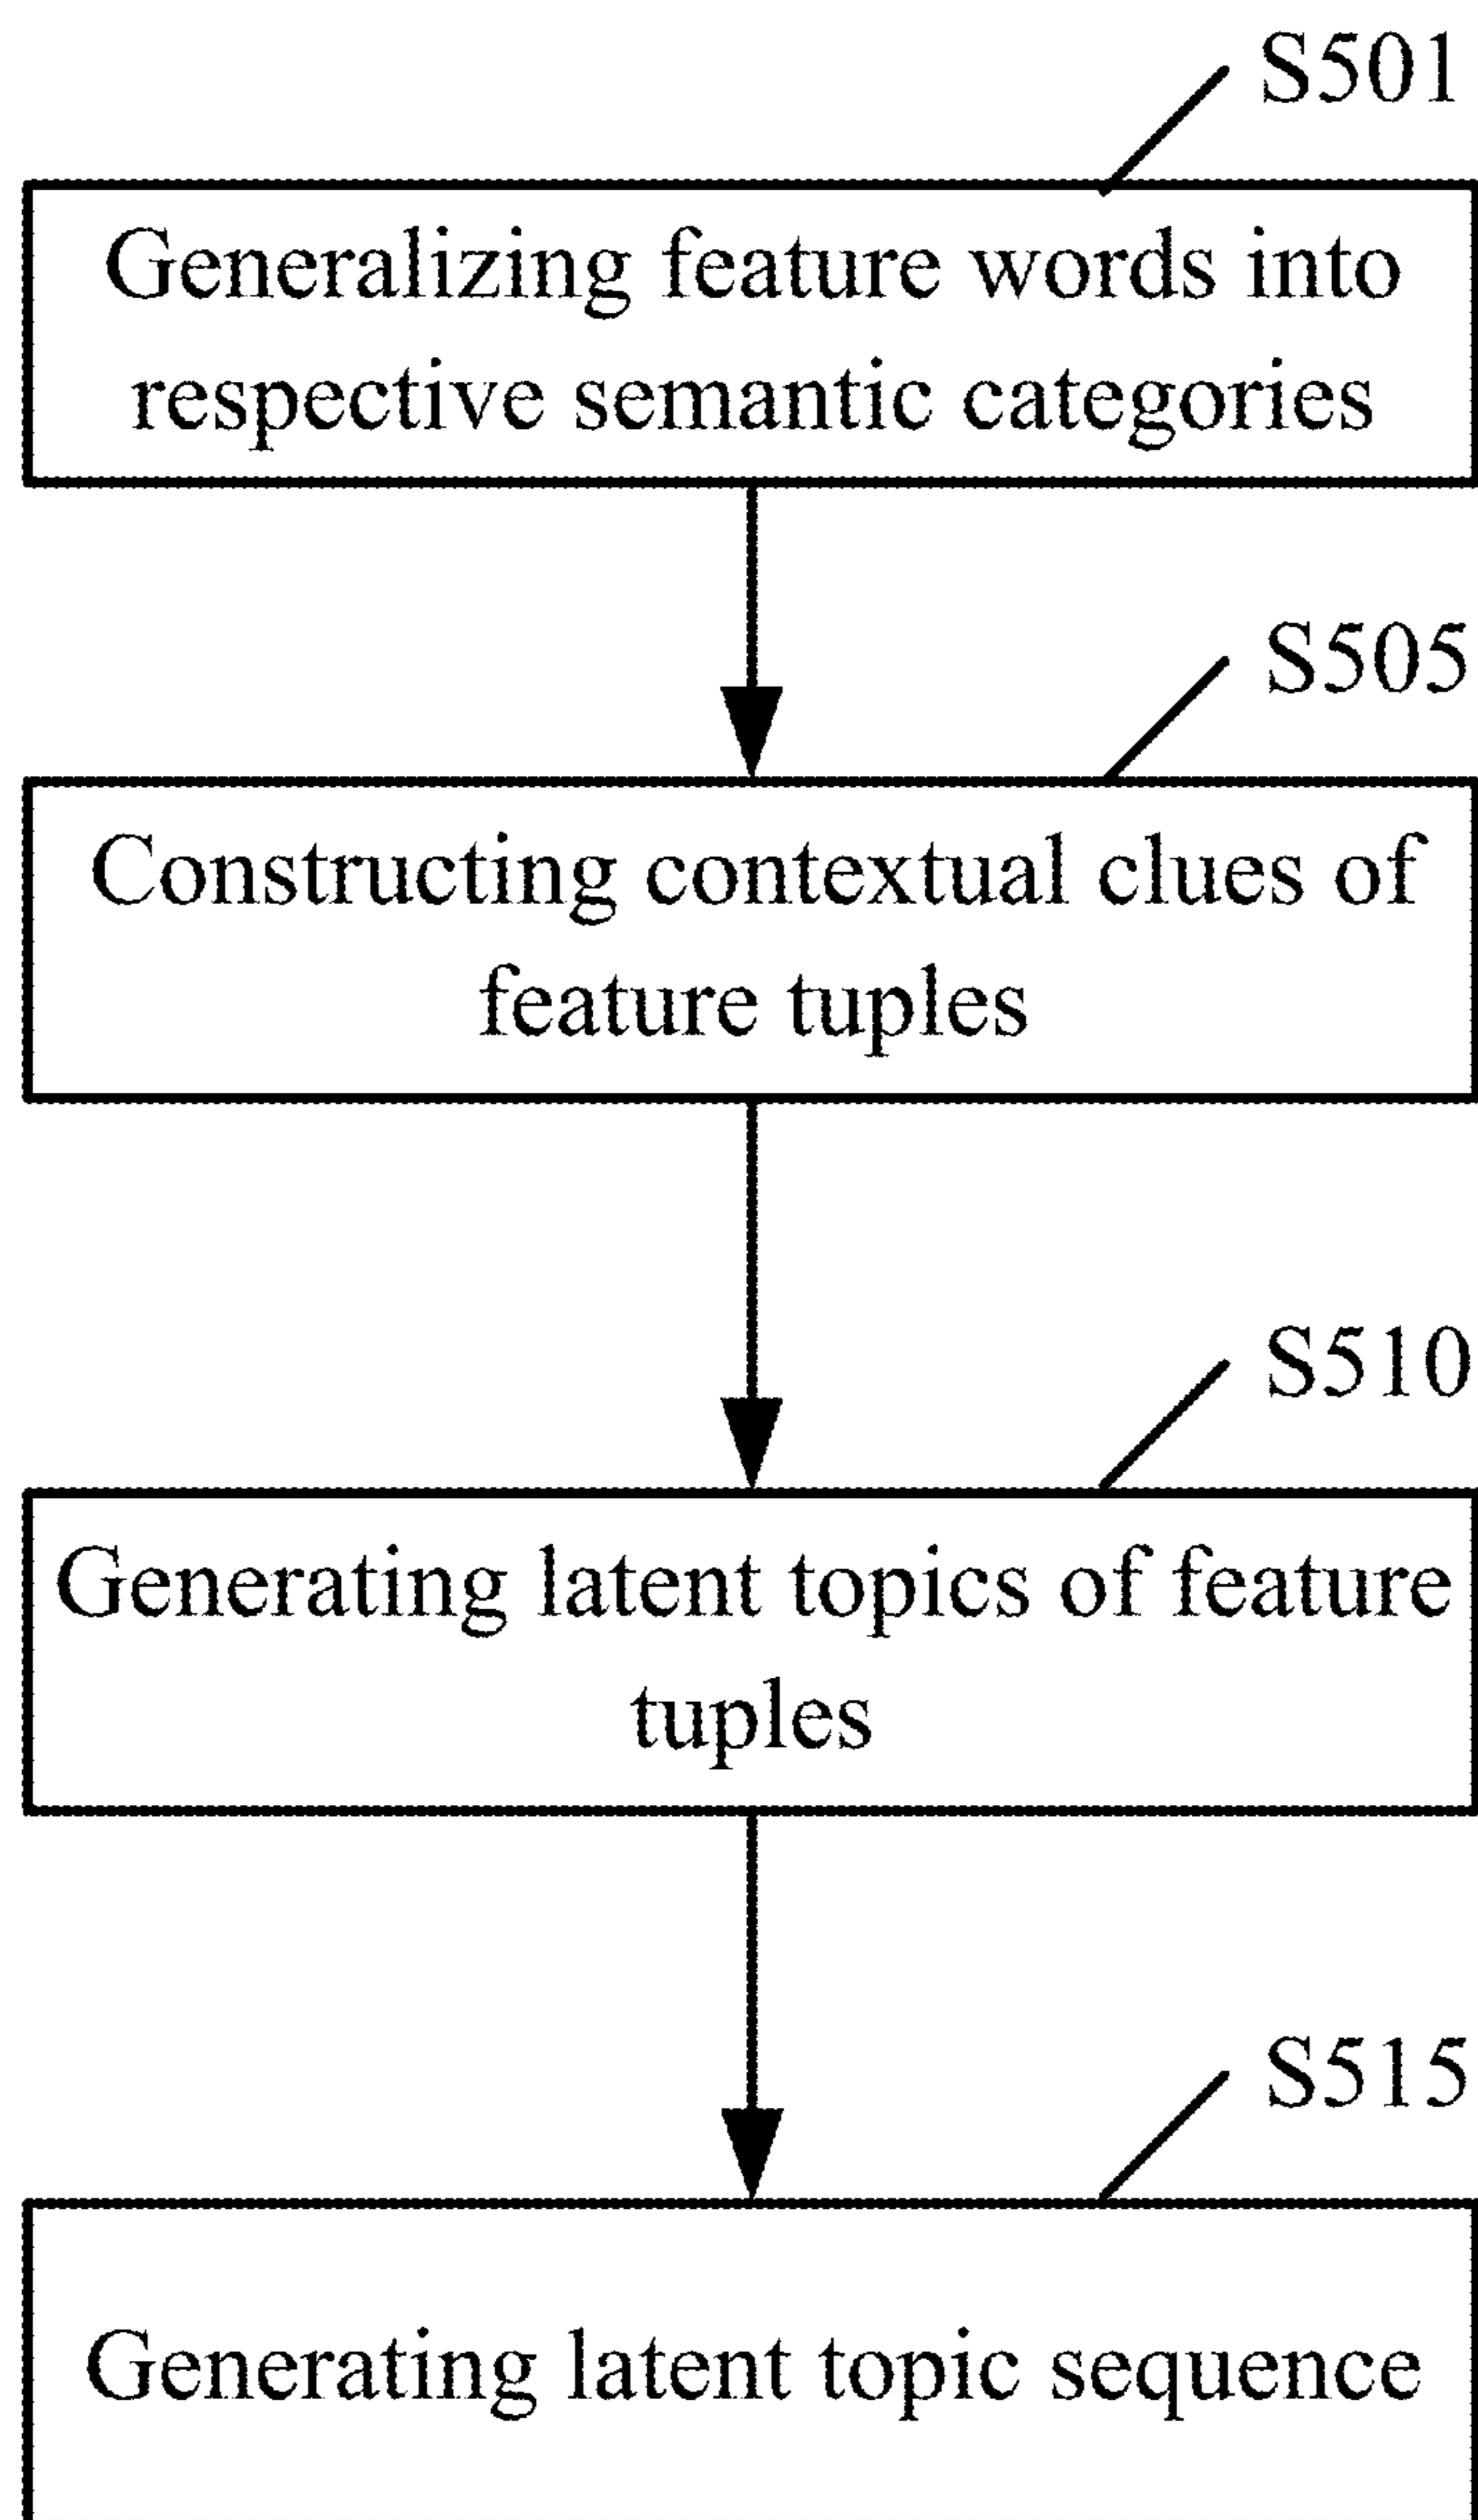 S501
Generalizing feature words into
respective semantic categories
S505
Constructing contextual clues of
feature tuples
S510
Generating latent topics of feature
tuples
S515
Generating latent topic sequence